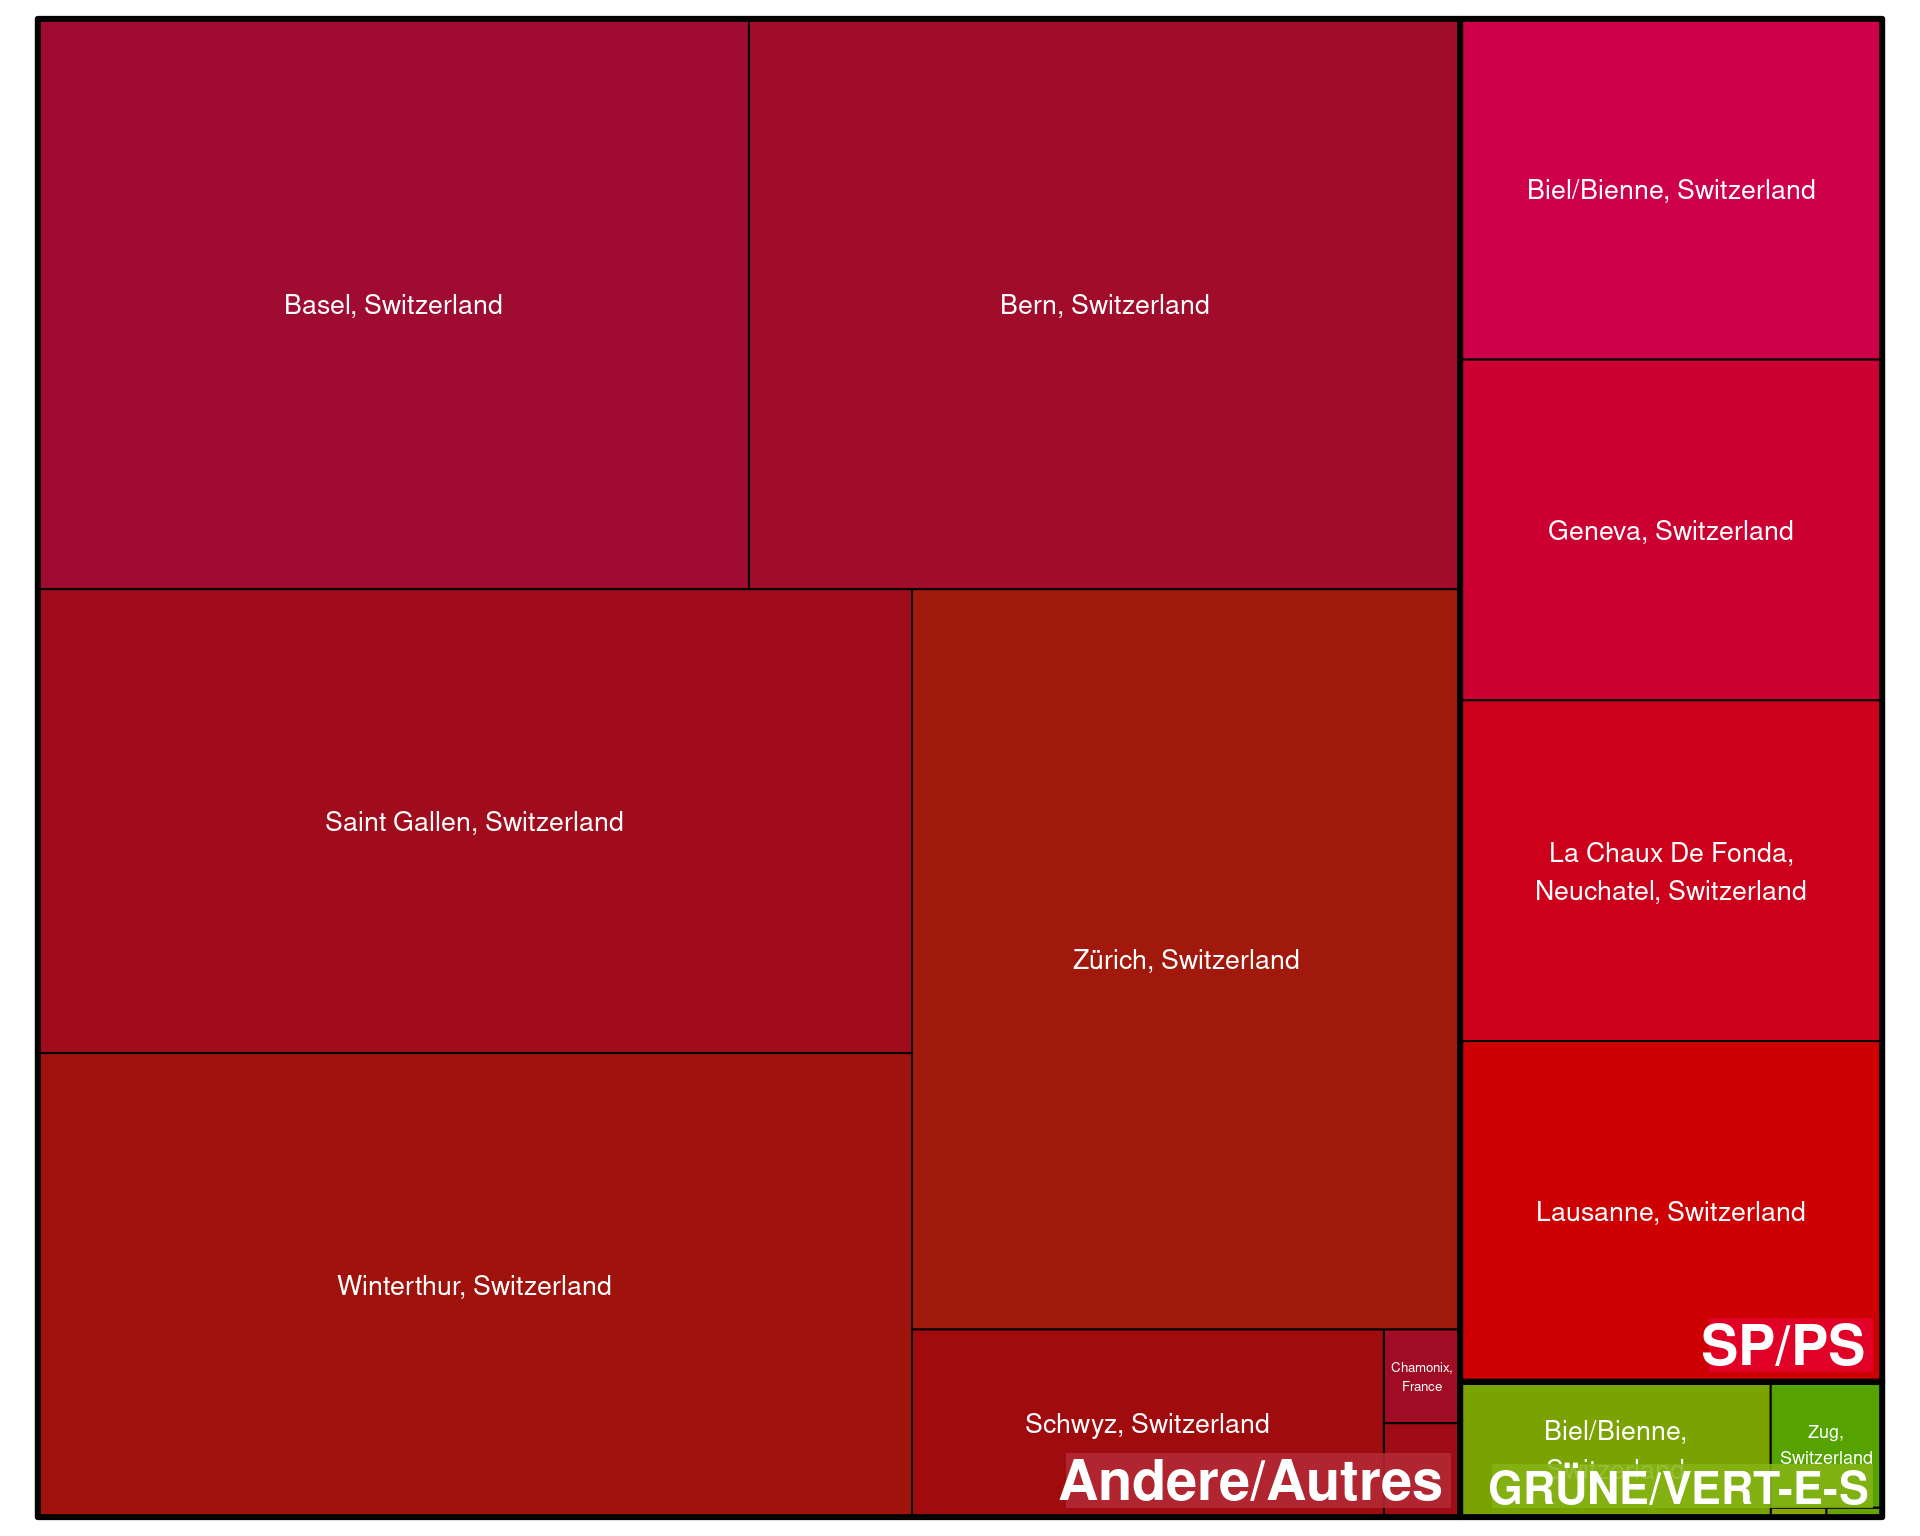 Basel, Switzerland
Bern, Switzerland
Biel/Bienne, Switzerland
Geneva, Switzerland
Saint Gallen, Switzerland
La Chaux De Fonda,
Neuchatel, Switzerland
Zürich, Switzerland
Lausanne, Switzerland
Winterthur, Switzerland
SP/PS
Chamonix,
France
Schwyz, Switzerland
Andere/Autres
Biel/Bienne,
Switzerland
Zug,
Switzerland
GRÜNE/VERT-E-S